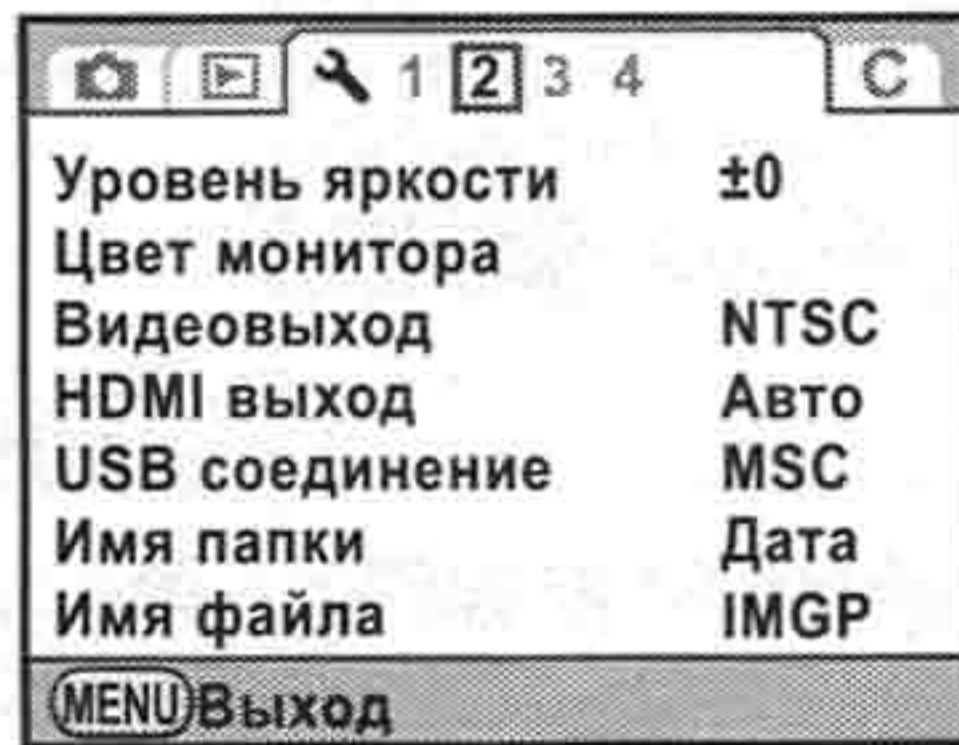 1 2 3 4 C
Уровень яркости ±0
Цвет монитора
Видеовыход NTSC
HDMI выход Авто
USB соединение MSC
Имя папки Дата
Имя файла IMGP
MENU Выход